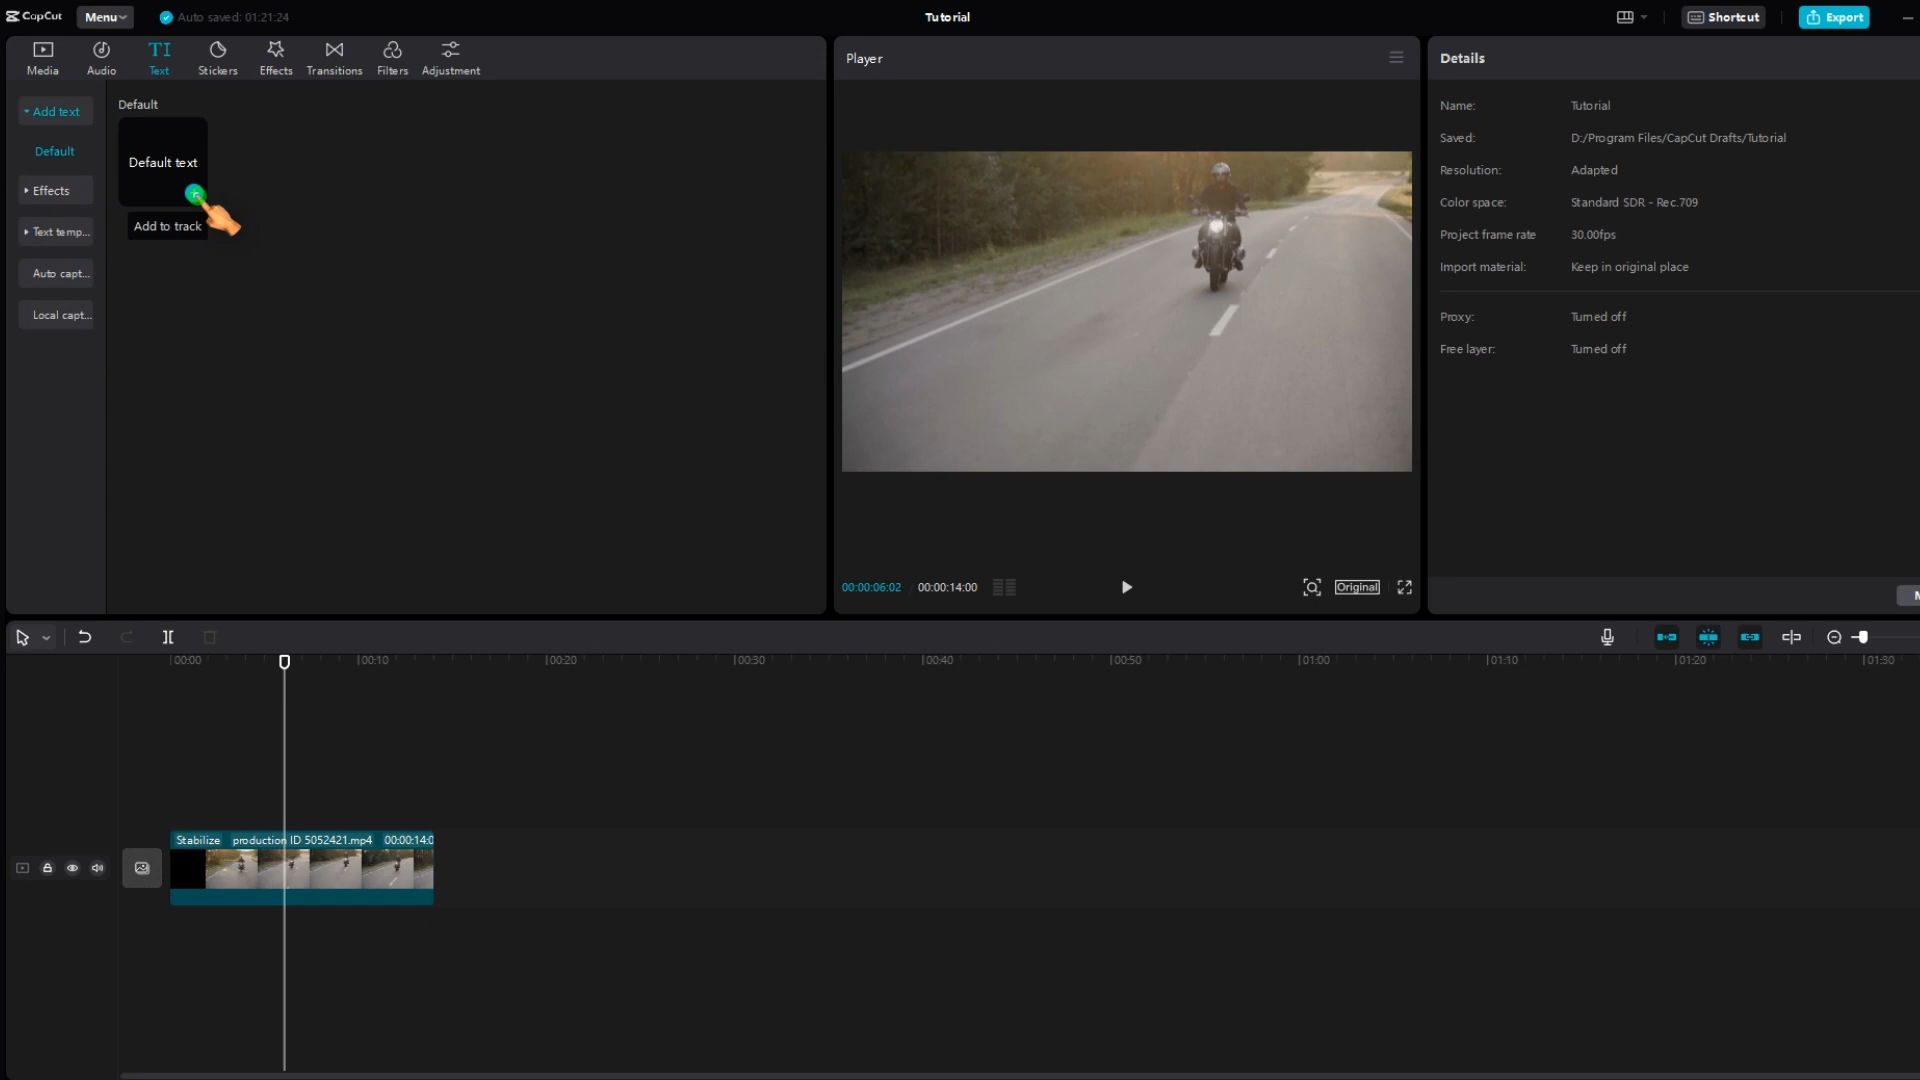 CapCut
Menu
Auto saved: 01:21:24
Tutorial
Shortcut
Export
Media
Audio
TI
Text
Stickers
Effects
Transitions
Filters
Adjustment
Add text
Default
Effects
Text temp...
Auto capt...
Local capt...
Default
Default text
Add to track
Player
00:00:06:02
00:00:14:00
Original
Details
Name: Tutorial
Saved: D:/Program Files/CapCut Drafts/Tutorial
Resolution: Adapted
Color space: Standard SDR - Rec.709
Project frame rate 30.00fps
Import material: Keep in original place
Proxy: Turned off
Free layer: Turned off
00:00 00:10 00:20 00:30 00:40 00:50 01:00 01:10 01:20 01:30
Stabilize production ID 5052421.mp4 00:00:14:0